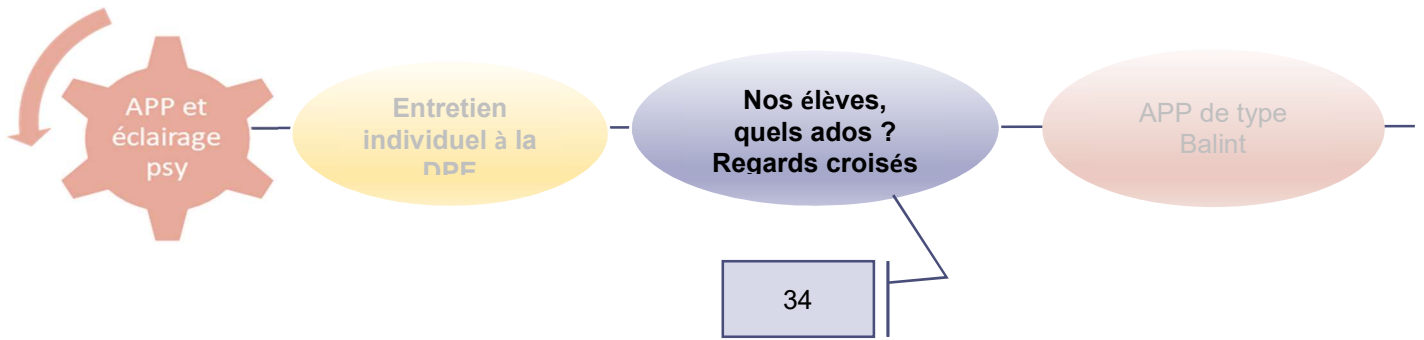 APP et
éclairage
psy
Entretien
individuel à la
Nos élèves,
quels ados ?
Regards croisés
APP de type
Balint
34